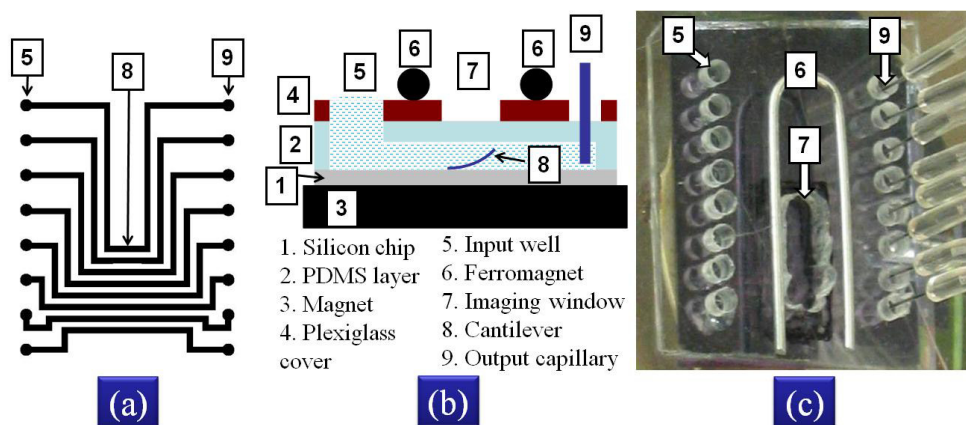 5
8
9
(a)
6
6
9
5
7
4
2
1
8
3
1. Silicon chip
2. PDMS layer
3. Magnet
4. Plexiglass
cover
5. Input well
6. Ferromagnet
7. Imaging window
8. Cantilever
9. Output capillary
(b)
5
9
6
7
(c)